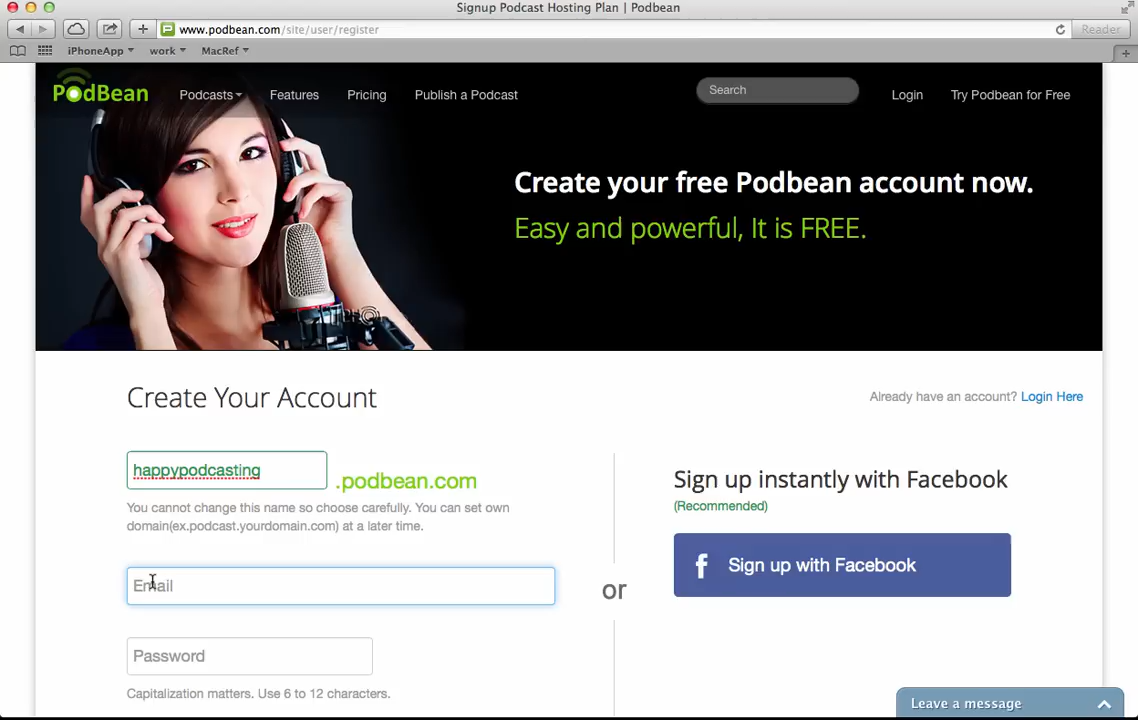 Signup Podcast Hosting Plan | Podbean
www.podbean.com/site/user/register
Reader
iPhoneApp work MacRef
PodBean Podcasts Features Pricing Publish a Podcast Search Login Try Podbean for Free
Create your free Podbean account now.
Easy and powerful, It is FREE.
Create Your Account
Already have an account? Login Here
happypodcasting .podbean.com
You cannot change this name so choose carefully. You can set own
domain(ex.podcast.yourdomain.com) at a later time.
Email
Password
Capitalization matters. Use 6 to 12 characters.
or
Sign up instantly with Facebook
(Recommended)
f Sign up with Facebook
Leave a message